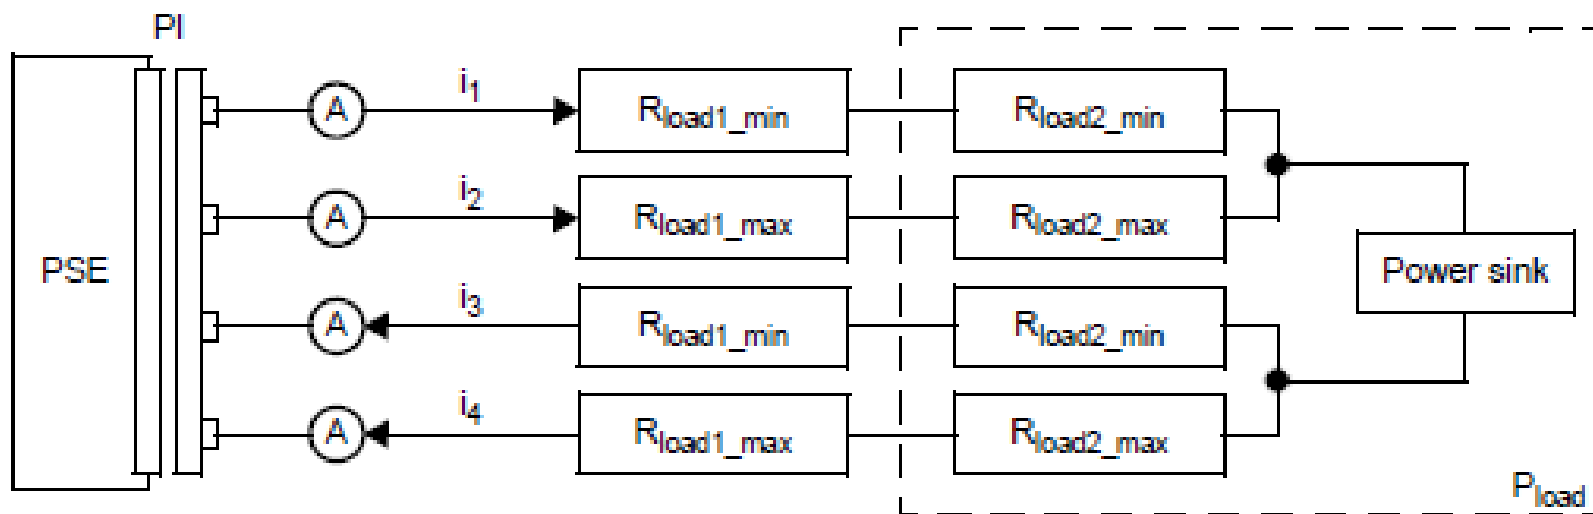 PI
PSE
A i1 Rload1_min Rload2_min
A i2 Rload1_max Rload2_max
Power sink
A i3 Rload1_min Rload2_min
A i4 Rload1_max Rload2_max
Pload